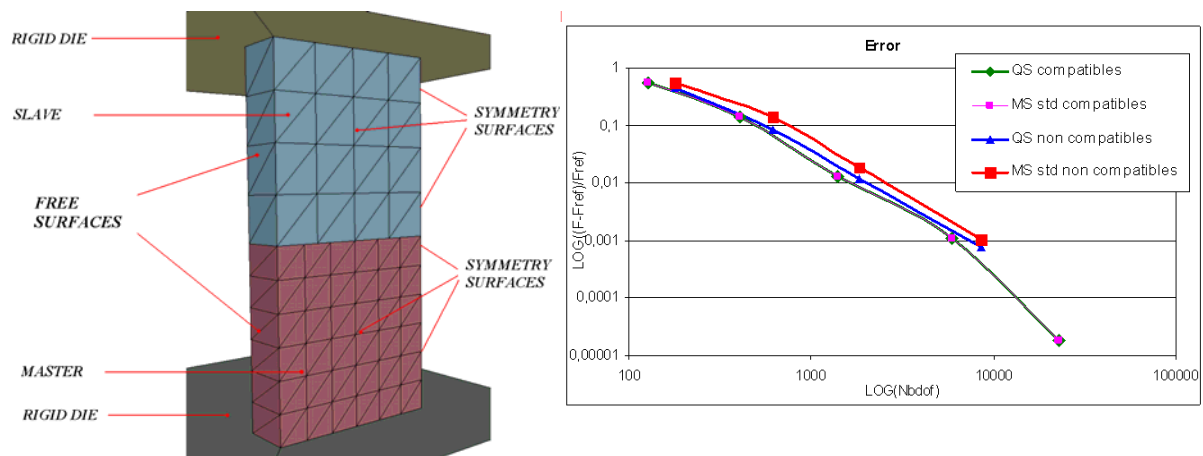 RIGID DIE
SLAVE
FREE
SURFACES
MASTER
RIGID DIE
SYMMETRY
SURFACES
SYMMETRY
SURFACES
Error
LOG((F-Fref)/Fref)
1
0,1
0,01
0,001
0,0001
0,00001
100
1000
10000
100000
LOG(Nbdof)
QS compatibles
MS std compatibles
QS non compatibles
MS std non compatibles